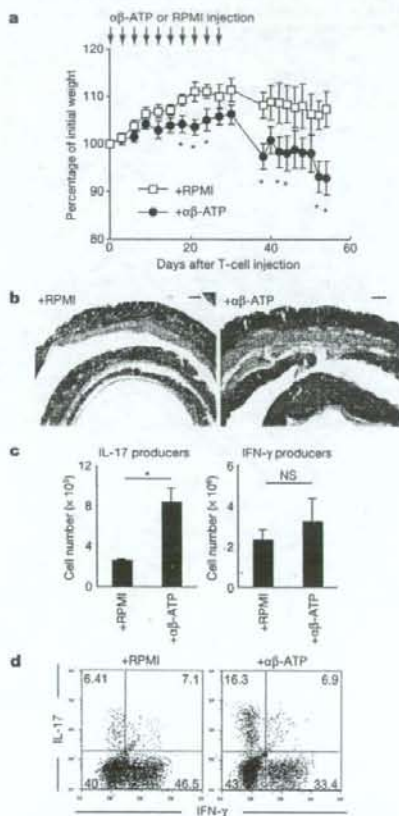 a
αβ-ATP or RPMI injection
Percentage of initial weight
120
110
100
90
80
+RPMI
+αβ-ATP
* * *
* **
* *
0 20 40 60
Days after T-cell injection
b
+RPMI
+αβ-ATP
c
IL-17 producers
IFN-γ producers
Cell number (× 10⁵)
12
8
4
0
*
+RPMI
+αβ-ATP
Cell number (× 10⁶)
6
4
2
0
NS
+RPMI
+αβ-ATP
d
+RPMI
+αβ-ATP
IL-17
6.41 7.1
40 46.5
16.3 6.9
33.4
IFN-γ